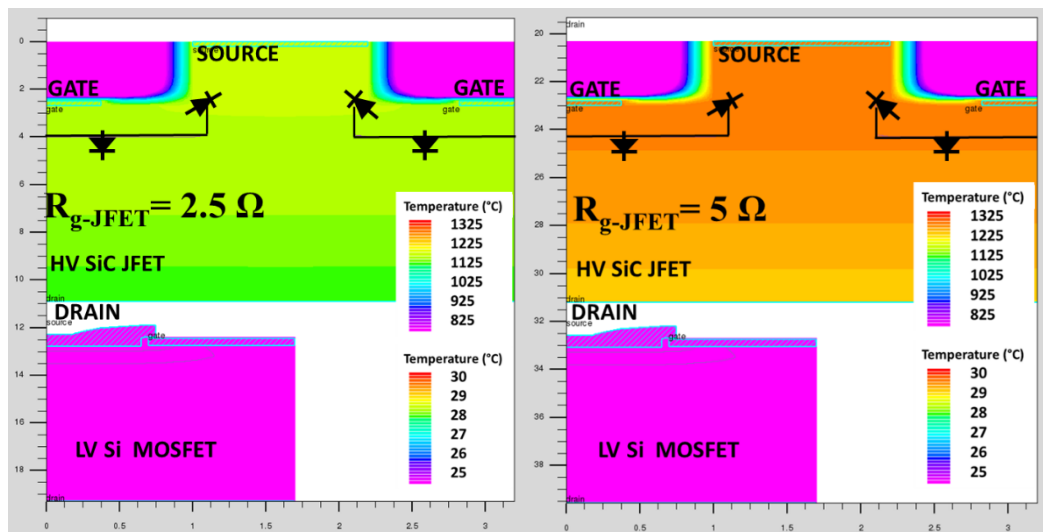 0
2
4
6
8
10
12
14
16
18
0
0.5
1
1.5
2
2.5
3
source
SOURCE
GATE
gate
GATE
gate
R_g-JFET = 2.5 Ω
HV SiC JFET
Temperature (°C)
1325
1225
1125
1025
925
825
drain
DRAIN
source
gate
Temperature (°C)
30
29
28
27
26
25
LV Si MOSFET
drain
drain
20
22
24
26
28
30
32
34
36
38
0
0.5
1
1.5
2
2.5
3
source
SOURCE
GATE
gate
GATE
gate
R_g-JFET = 5 Ω
HV SiC JFET
Temperature (°C)
1325
1225
1125
1025
925
825
drain
DRAIN
source
gate
Temperature (°C)
30
29
28
27
26
25
LV Si MOSFET
drain